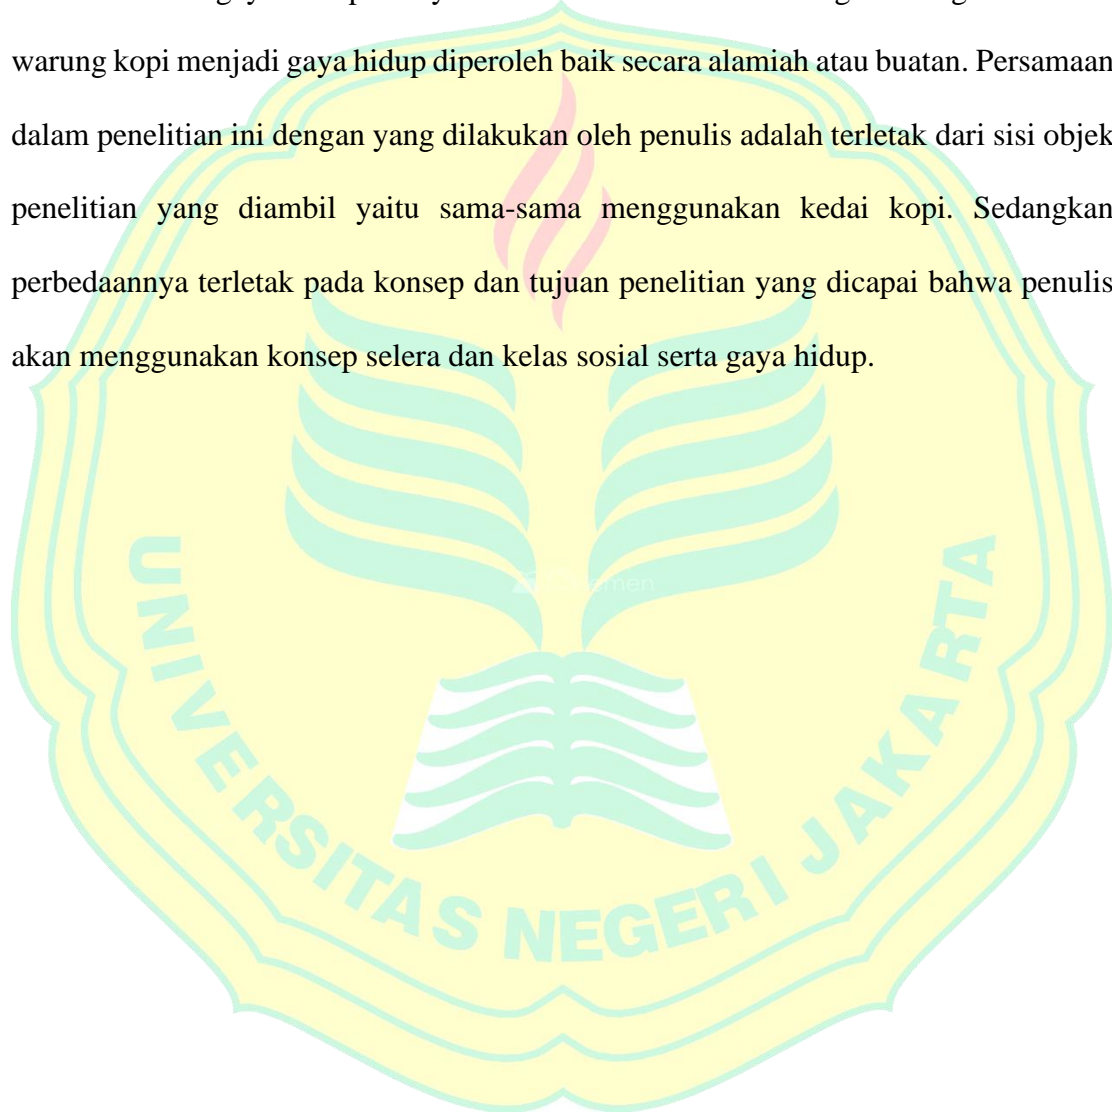 warung kopi menjadi gaya hidup diperoleh baik secara alamiah atau buatan. Persamaan
dalam penelitian ini dengan yang dilakukan oleh penulis adalah terletak dari sisi objek
penelitian yang diambil yaitu sama-sama menggunakan kedai kopi. Sedangkan
perbedaannya terletak pada konsep dan tujuan penelitian yang dicapai bahwa penulis
akan menggunakan konsep selera dan kelas sosial serta gaya hidup.
UNIVERSITAS NEGERI JAKARTA